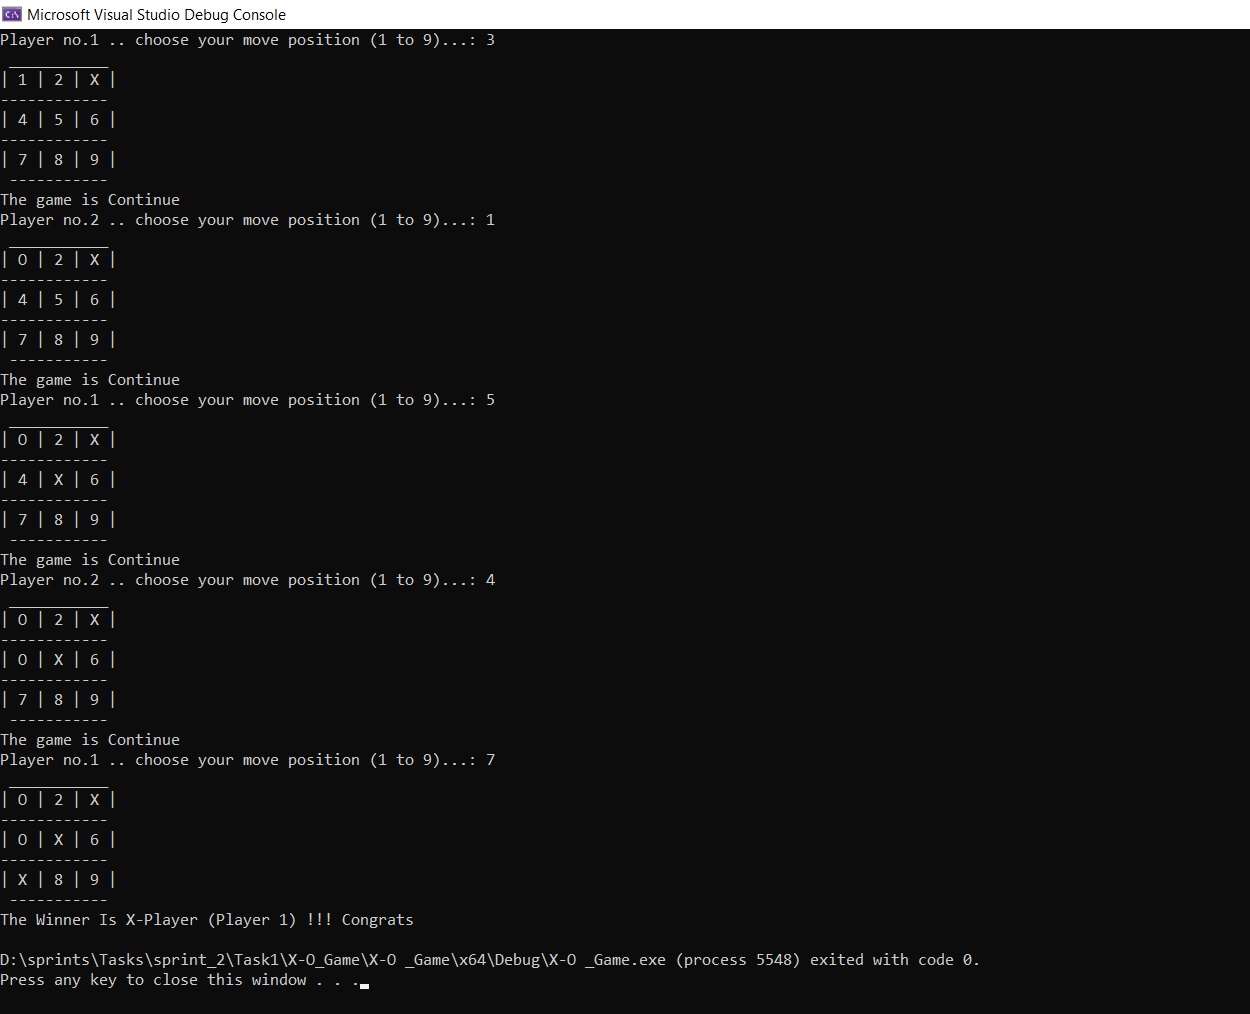 Microsoft Visual Studio Debug Console
Player no.1 .. choose your move position (1 to 9)...: 3
 ___________
| 1 | 2 | X |
------------
| 4 | 5 | 6 |
------------
| 7 | 8 | 9 |
 -----------
The game is Continue
Player no.2 .. choose your move position (1 to 9)...: 1
 ___________
| O | 2 | X |
------------
| 4 | 5 | 6 |
------------
| 7 | 8 | 9 |
 -----------
The game is Continue
Player no.1 .. choose your move position (1 to 9)...: 5
 ___________
| O | 2 | X |
------------
| 4 | X | 6 |
------------
| 7 | 8 | 9 |
 -----------
The game is Continue
Player no.2 .. choose your move position (1 to 9)...: 4
 ___________
| O | 2 | X |
------------
| O | X | 6 |
------------
| 7 | 8 | 9 |
 -----------
The game is Continue
Player no.1 .. choose your move position (1 to 9)...: 7
 ___________
| O | 2 | X |
------------
| O | X | 6 |
------------
| X | 8 | 9 |
 -----------
The Winner Is X-Player (Player 1) !!! Congrats
D:\sprints\Tasks\sprint_2\Task1\X-O_Game\X-O _Game\x64\Debug\X-O _Game.exe (process 5548) exited with code 0.
Press any key to close this window . . .